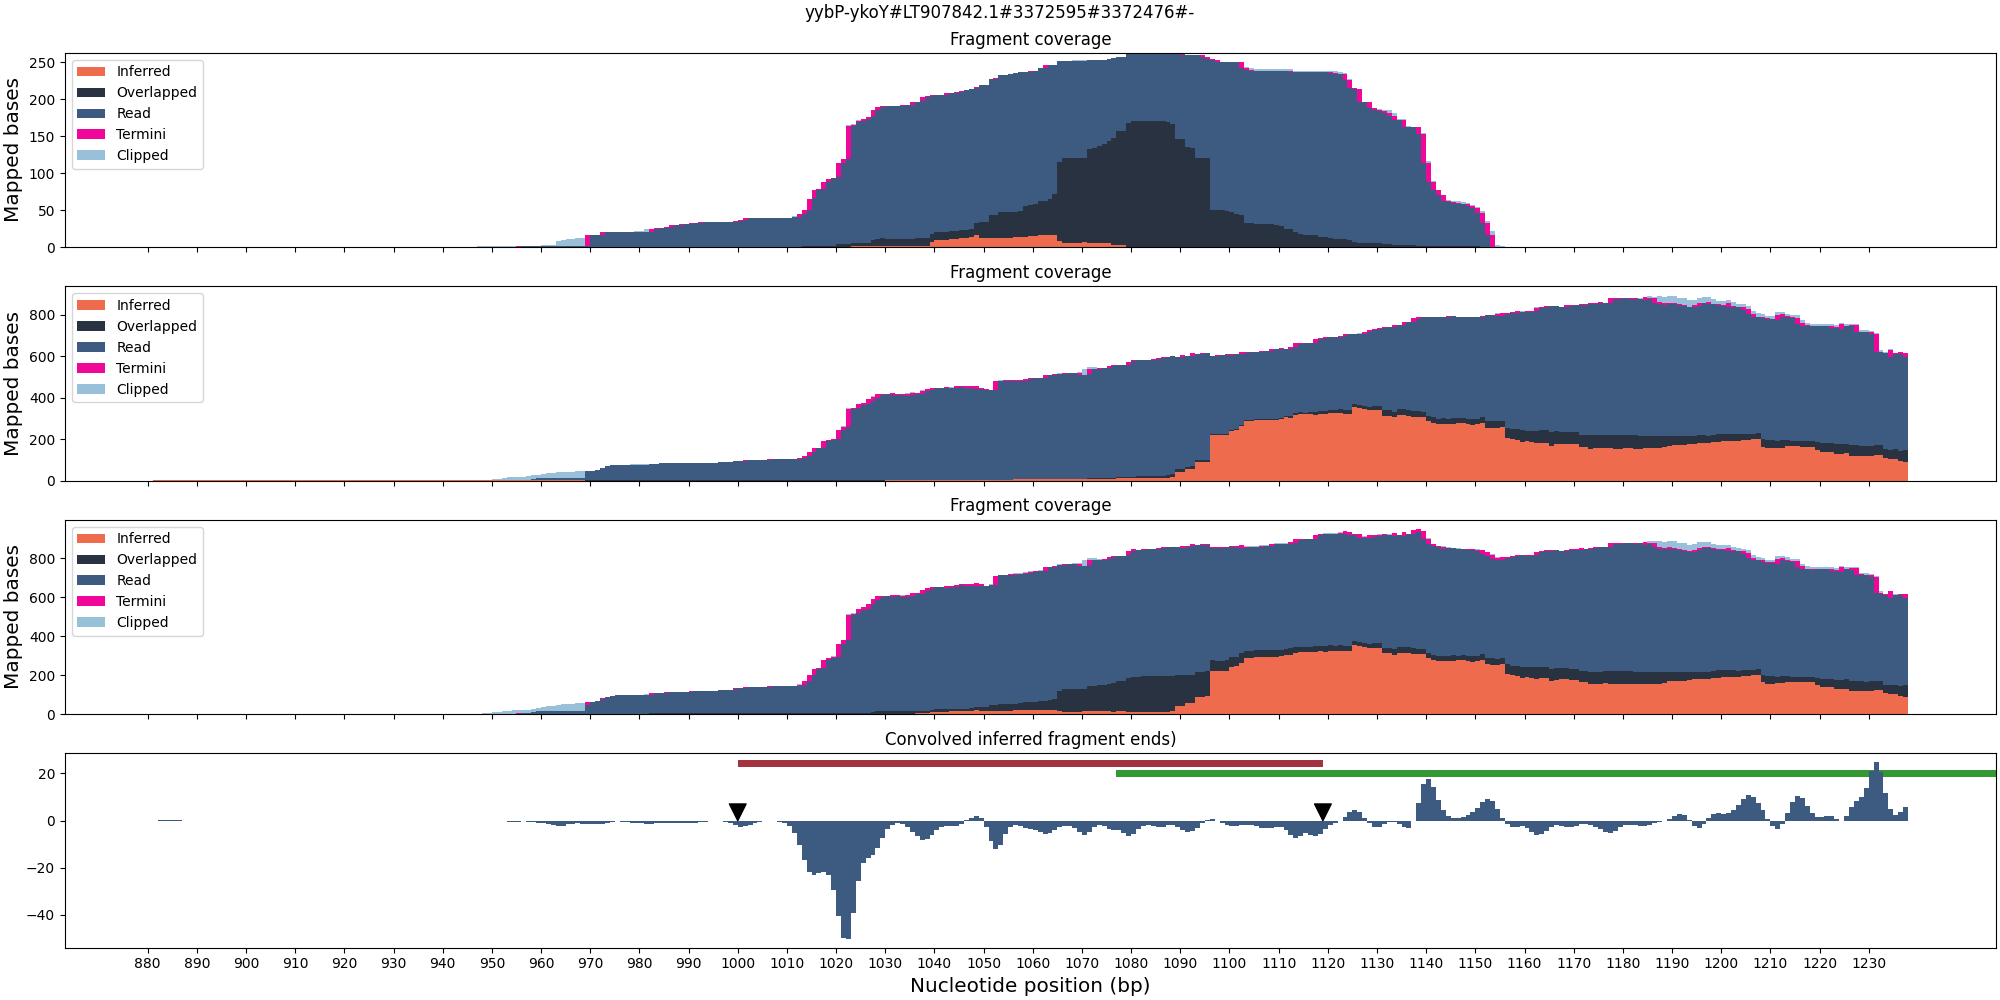 yybP-ykoY#LT907842.1#3372595#3372476#-
Fragment coverage
Mapped bases
250
200
150
100
50
0
Inferred
Overlapped
Read
Termini
Clipped
Fragment coverage
Mapped bases
800
600
400
200
0
Inferred
Overlapped
Read
Termini
Clipped
Fragment coverage
Mapped bases
800
600
400
200
0
Inferred
Overlapped
Read
Termini
Clipped
Convolved inferred fragment ends)
20
0
−20
−40
880 890 900 910 920 930 940 950 960 970 980 990 1000 1010 1020 1030 1040 1050 1060 1070 1080 1090 1100 1110 1120 1130 1140 1150 1160 1170 1180 1190 1200 1210 1220 1230
Nucleotide position (bp)